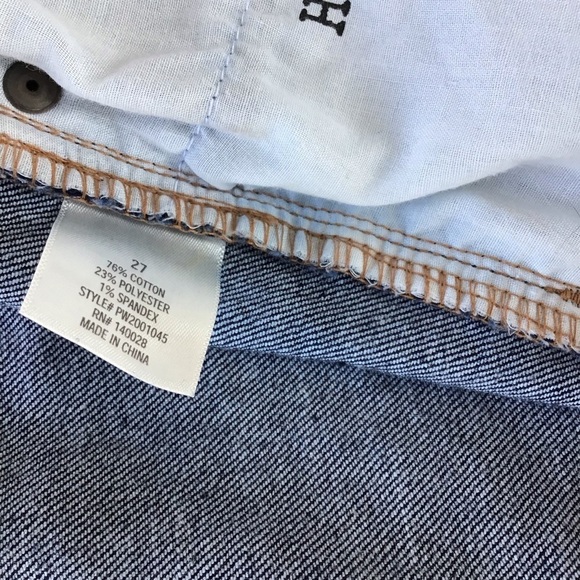 H
27
76% COTTON
23% POLYESTER
1% SPANDEX
STYLE# PW2001045
RN# 140028
MADE IN CHINA